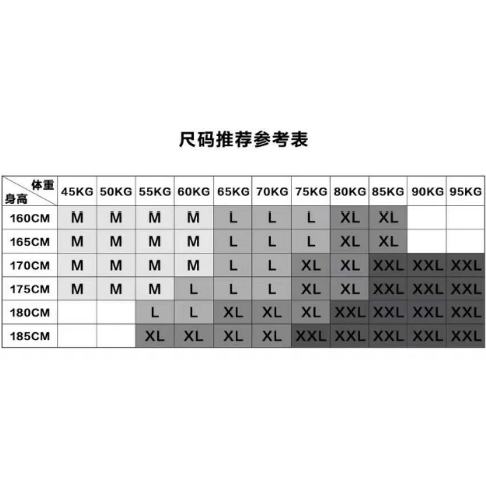 尺码推荐参考表
体重
身高 45KG 50KG 55KG 60KG 65KG 70KG 75KG 80KG 85KG 90KG 95KG
160CM M M M M L L L XL XL
165CM M M M M L L L XL XL
170CM M M M M L L XL XL XXL XXL XXL
175CM M M M L L L XL XL XXL XXL XXL
180CM L L XL XL XL XXL XXL XXL XXL
185CM XL XL XL XL XXL XXL XXL XXL XXL